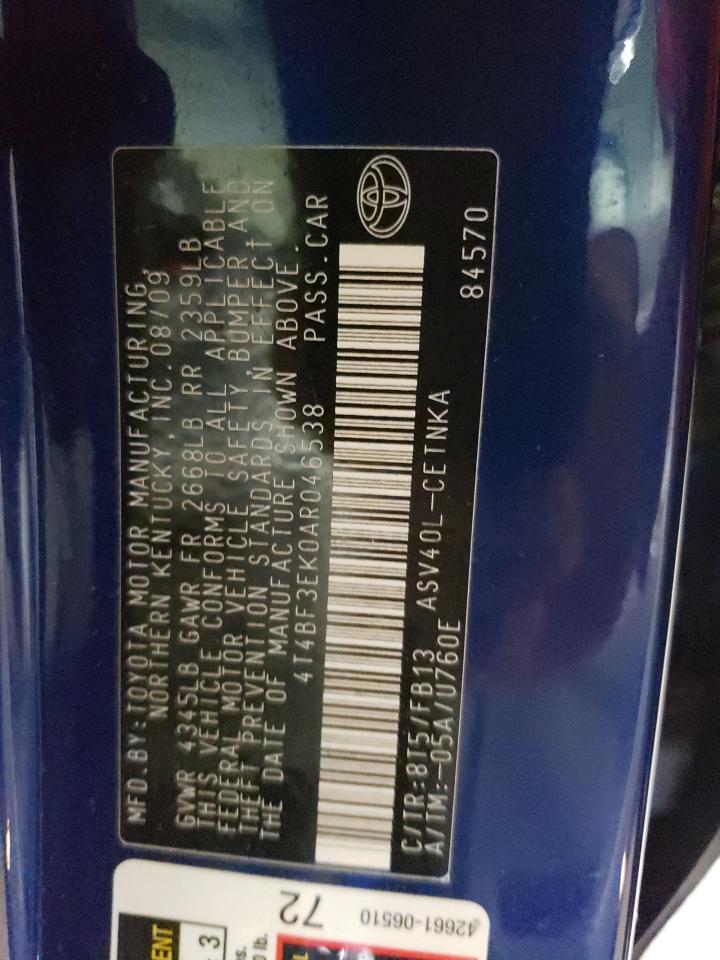 MFD.BY:TOYOTA MOTOR MANUFACTURING,
NORTHERN KENTUCKY,INC.08/09
GVWR 4345LB GAWR FR 2668LB RR 2359LB
THIS VEHICLE CONFORMS TO ALL APPLICABLE
FEDERAL MOTOR VEHICLE SAFETY,BUMPER AND
THEFT PREVENTION STANDARDS IN EFFECT ON
THE DATE OF MANUFACTURE SHOWN ABOVE.
4T4BF3EK0AR046538 PASS.CAR
C/TR:8T5/FB13 ASV40L-CETNKA
A/TM:-05A/U760E
84570
72
42661-06510
3